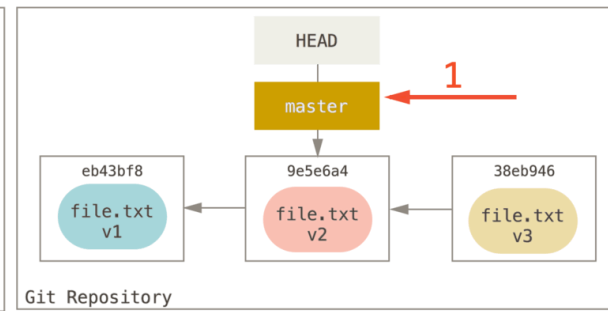 HEAD
1
master
eb43bf8
9e5e6a4
38eb946
file.txt
v1
file.txt
v2
file.txt
v3
Git Repository